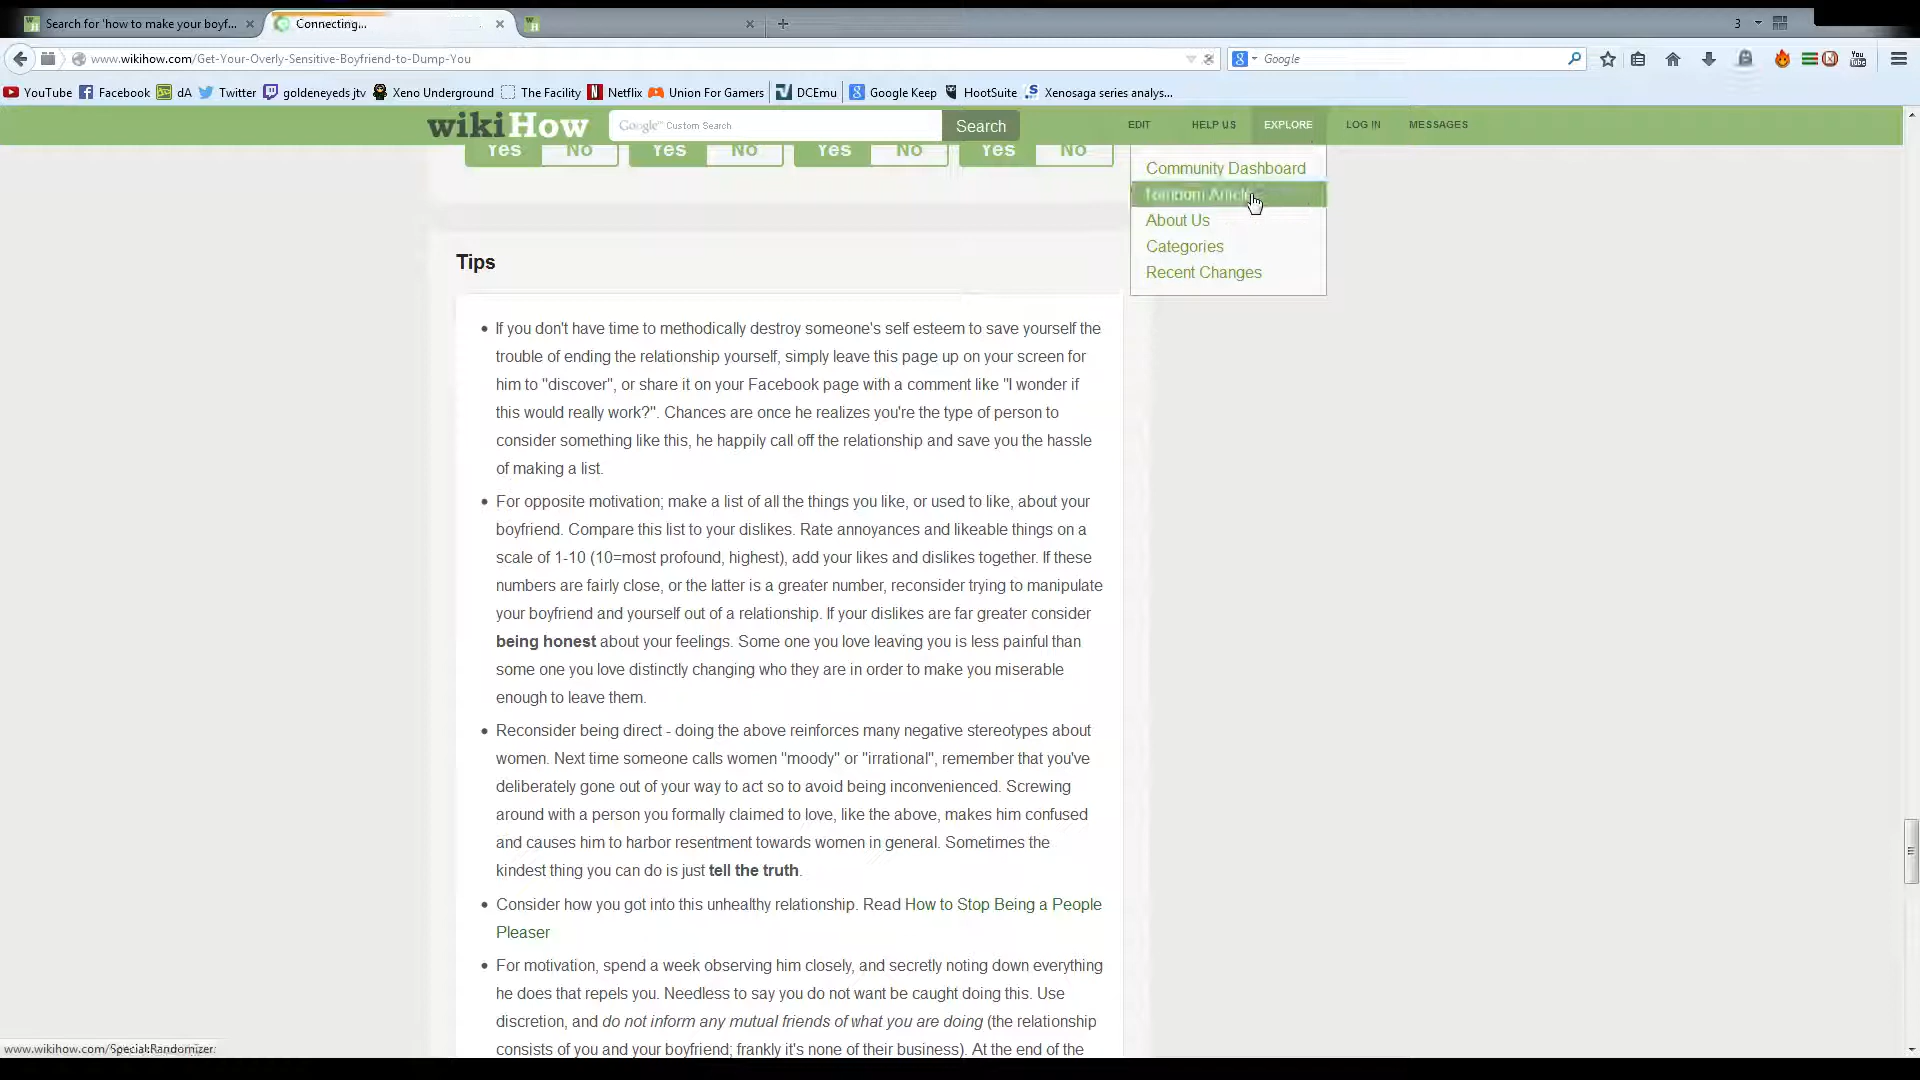 Search for 'how to make your boyf...
Connecting...
3
www.wikihow.com/Get-Your-Overly-Sensitive-Boyfriend-to-Dump-You
Google
YouTube Facebook dA Twitter goldeneyeds jtv Xeno Underground The Facility Netflix Union For Gamers DCEmu Google Keep HootSuite Xenosaga series analys...
wikiHow Google™ Custom Search Search EDIT HELP US EXPLORE LOG IN MESSAGES
Yes No Yes No Yes No Yes No
Community Dashboard
Random Article
About Us
Categories
Recent Changes
Tips
If you don't have time to methodically destroy someone's self esteem to save yourself the
trouble of ending the relationship yourself, simply leave this page up on your screen for
him to "discover", or share it on your Facebook page with a comment like "I wonder if
this would really work?". Chances are once he realizes you're the type of person to
consider something like this, he happily call off the relationship and save you the hassle
of making a list.
For opposite motivation; make a list of all the things you like, or used to like, about your
boyfriend. Compare this list to your dislikes. Rate annoyances and likeable things on a
scale of 1-10 (10=most profound, highest), add your likes and dislikes together. If these
numbers are fairly close, or the latter is a greater number, reconsider trying to manipulate
your boyfriend and yourself out of a relationship. If your dislikes are far greater consider
being honest about your feelings. Some one you love leaving you is less painful than
some one you love distinctly changing who they are in order to make you miserable
enough to leave them.
Reconsider being direct - doing the above reinforces many negative stereotypes about
women. Next time someone calls women "moody" or "irrational", remember that you've
deliberately gone out of your way to act so to avoid being inconvenienced. Screwing
around with a person you formally claimed to love, like the above, makes him confused
and causes him to harbor resentment towards women in general. Sometimes the
kindest thing you can do is just tell the truth.
Consider how you got into this unhealthy relationship. Read How to Stop Being a People
Pleaser
For motivation, spend a week observing him closely, and secretly noting down everything
he does that repels you. Needless to say you do not want be caught doing this. Use
discretion, and do not inform any mutual friends of what you are doing (the relationship
consists of you and your boyfriend; frankly it's none of their business). At the end of the
www.wikihow.com/Special:Randomizer